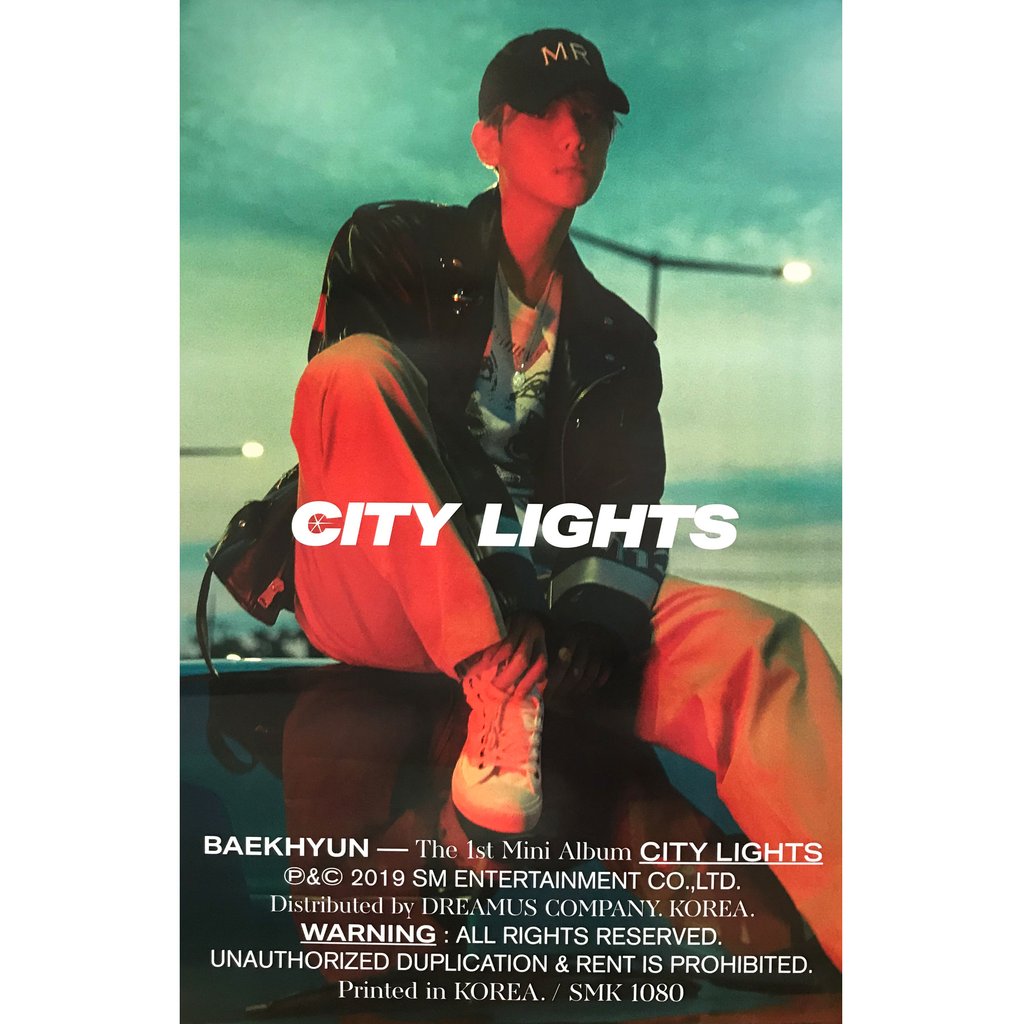 MR
CITY LIGHTS
BAEKHYUN — The 1st Mini Album CITY LIGHTS
℗&© 2019 SM ENTERTAINMENT CO.,LTD.
Distributed by DREAMUS COMPANY. KOREA.
WARNING : ALL RIGHTS RESERVED.
UNAUTHORIZED DUPLICATION & RENT IS PROHIBITED.
Printed in KOREA. / SMK 1080